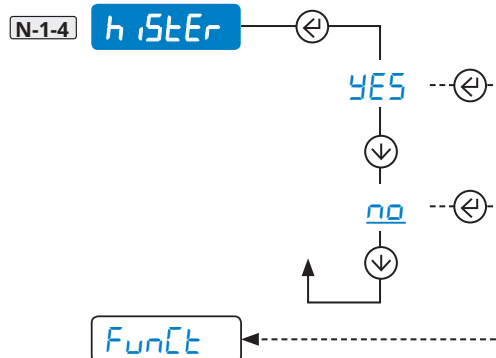 N-1-4 hiStEr
YES
no
FunCt